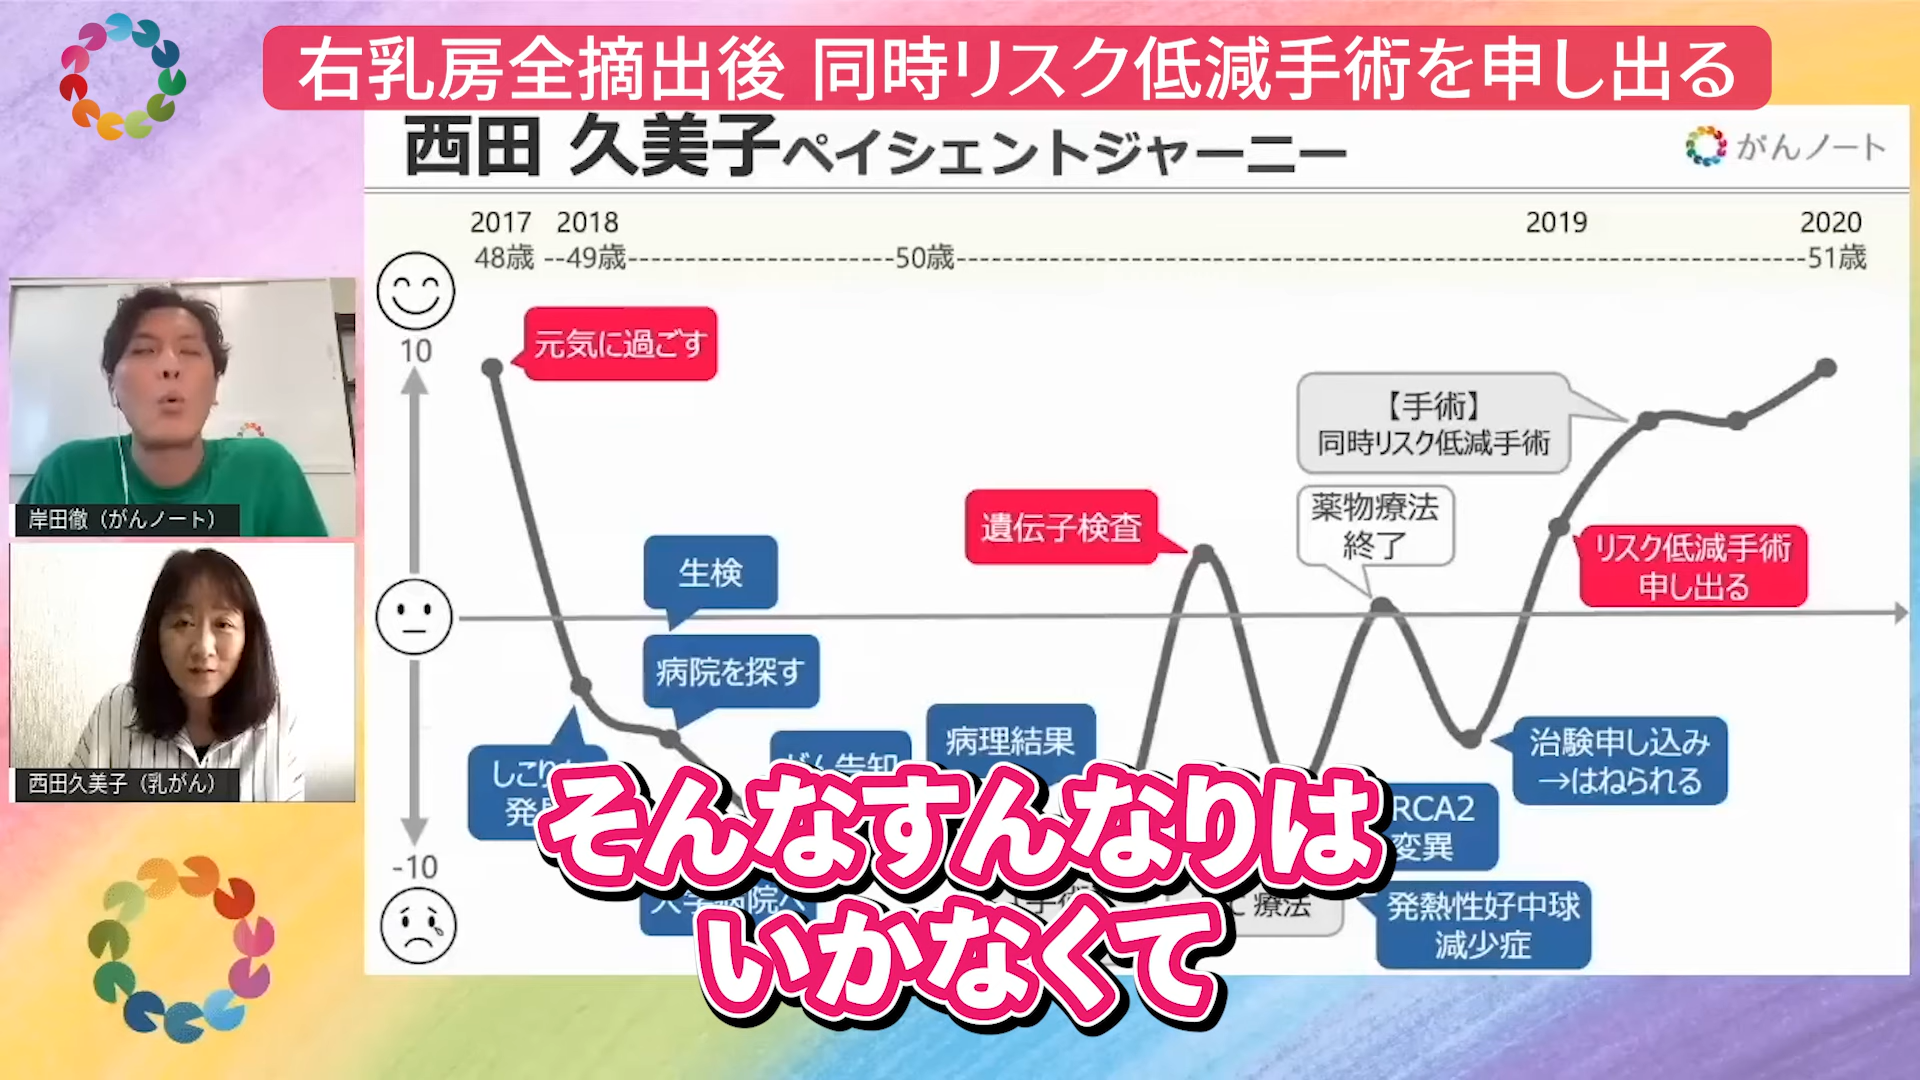 右乳房全摘出後 同時リスク低減手術を申し出る
西田 久美子ペイシェントジャーニー
がんノート
2017 2018 2019 2020
48歳 --49歳----------------------50歳----------------------51歳
10
元気に過ごす
【手術】
同時リスク低減手術
遺伝子検査
薬物療法
終了
岸田徹（がんノート）
生検
リスク低減手術
申し出る
病院を探す
病理結果
治験申し込み
→はねられる
西田久美子（乳がん）
RCA2
変異
-10
療法
発熱性好中球
減少症
そんなすんなりは
いかなくて